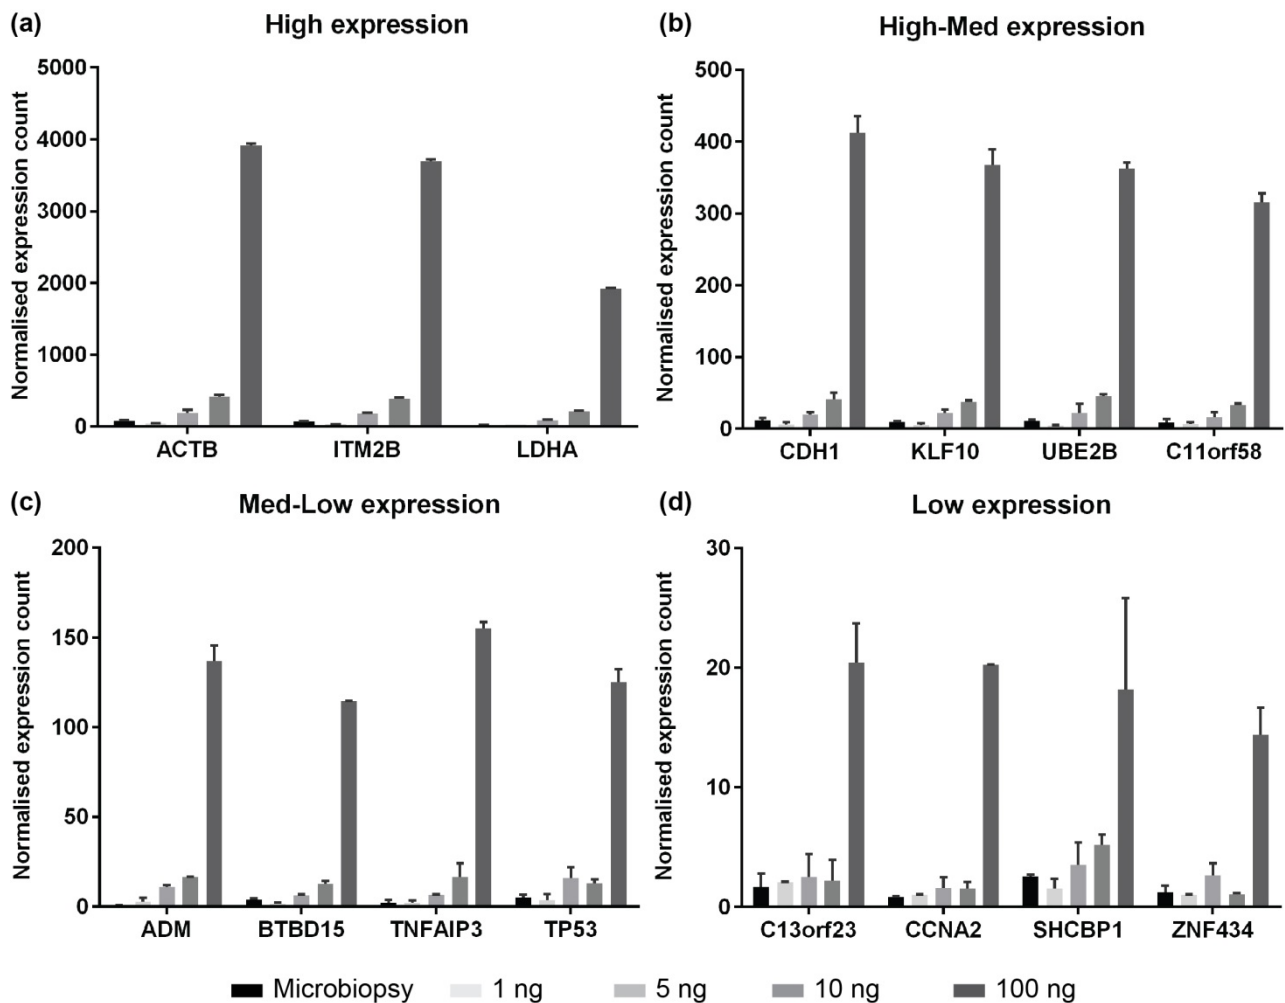 (a)
High expression
Normalised expression count
5000
4000
3000
2000
1000
0
ACTB ITM2B LDHA
(b)
High-Med expression
Normalised expression count
500
400
300
200
100
0
CDH1 KLF10 UBE2B C11orf58
(c)
Med-Low expression
Normalised expression count
200
150
100
50
0
ADM BTBD15 TNFAIP3 TP53
(d)
Low expression
Normalised expression count
30
20
10
0
C13orf23 CCNA2 SHCBP1 ZNF434
Microbiopsy 1 ng 5 ng 10 ng 100 ng